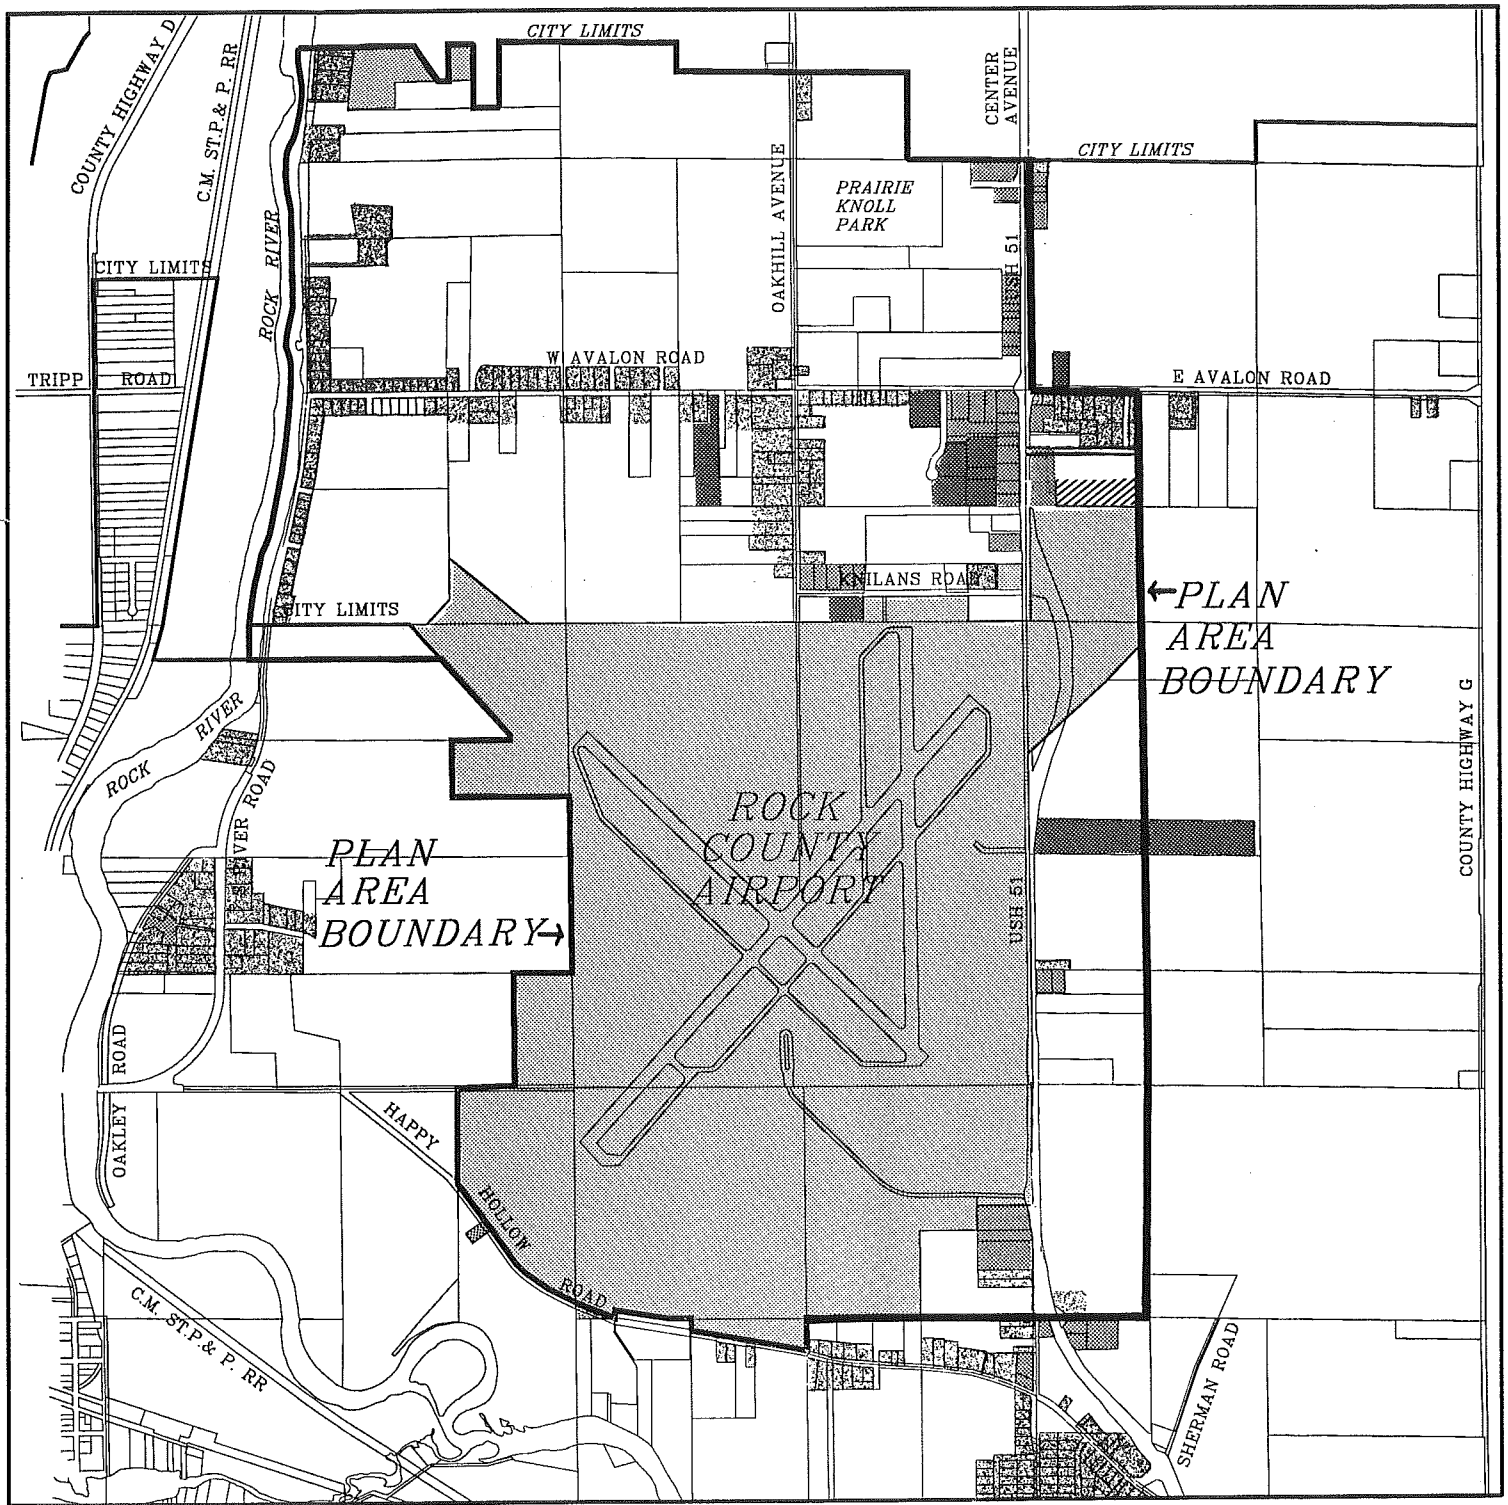 CITY LIMITS
COUNTY HIGHWAY D
C.M. ST.P.& P. RR
CENTER
AVENUE
CITY LIMITS
OAKHILL AVENUE
PRAIRIE
KNOLL
PARK
ROCK RIVER
USH 51
CITY LIMITS
W AVALON ROAD
TRIPP ROAD
E AVALON ROAD
KNILANS ROAD
CITY LIMITS
←PLAN
AREA
BOUNDARY
ROCK RIVER
COUNTY HIGHWAY G
ROCK
COUNTY
AIRPORT
RIVER ROAD
PLAN
AREA
BOUNDARY→
USH 51
OAKLEY ROAD
HAPPY HOLLOW ROAD
C.M. ST.P.& P. RR
SHERMAN ROAD